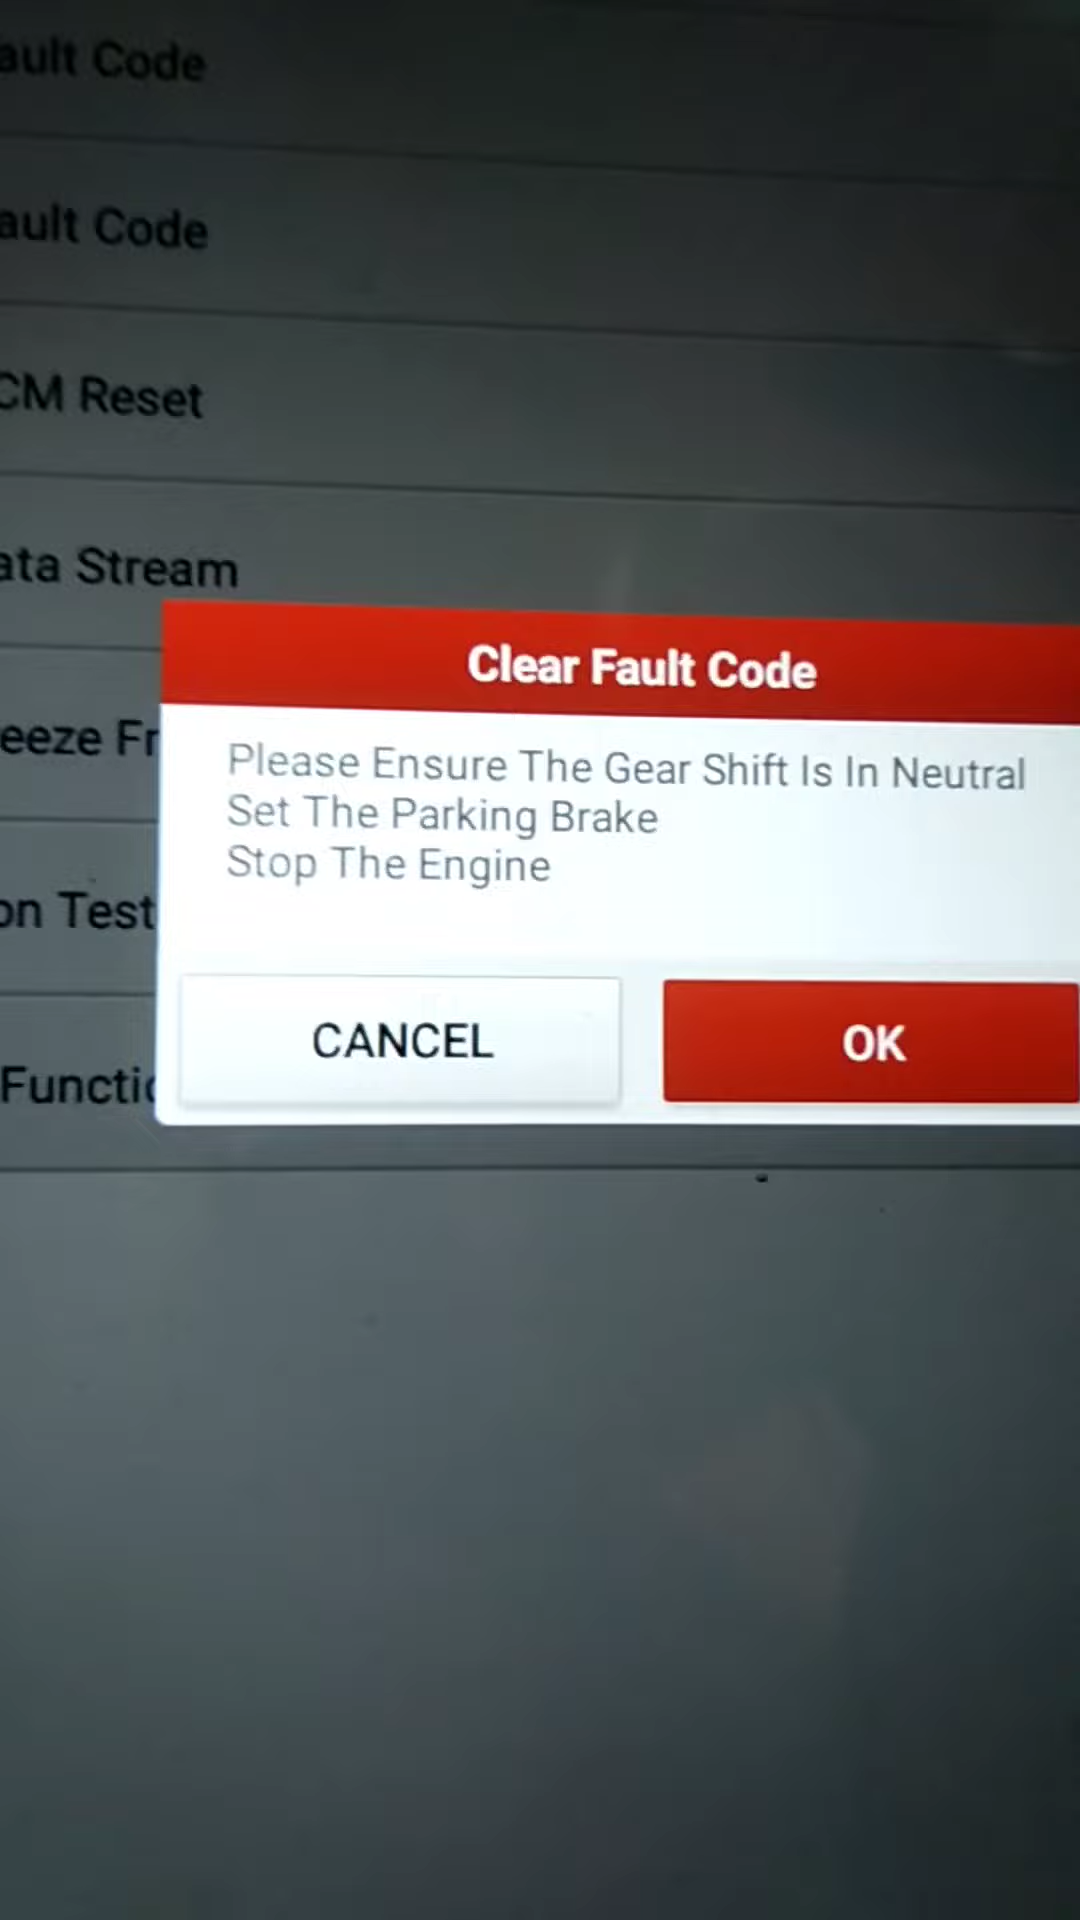 ault Code
ault Code
CM Reset
ata Stream
Clear Fault Code
eeze Fr
Please Ensure The Gear Shift Is In Neutral
Set The Parking Brake
Stop The Engine
on Test
CANCEL
OK
Functio